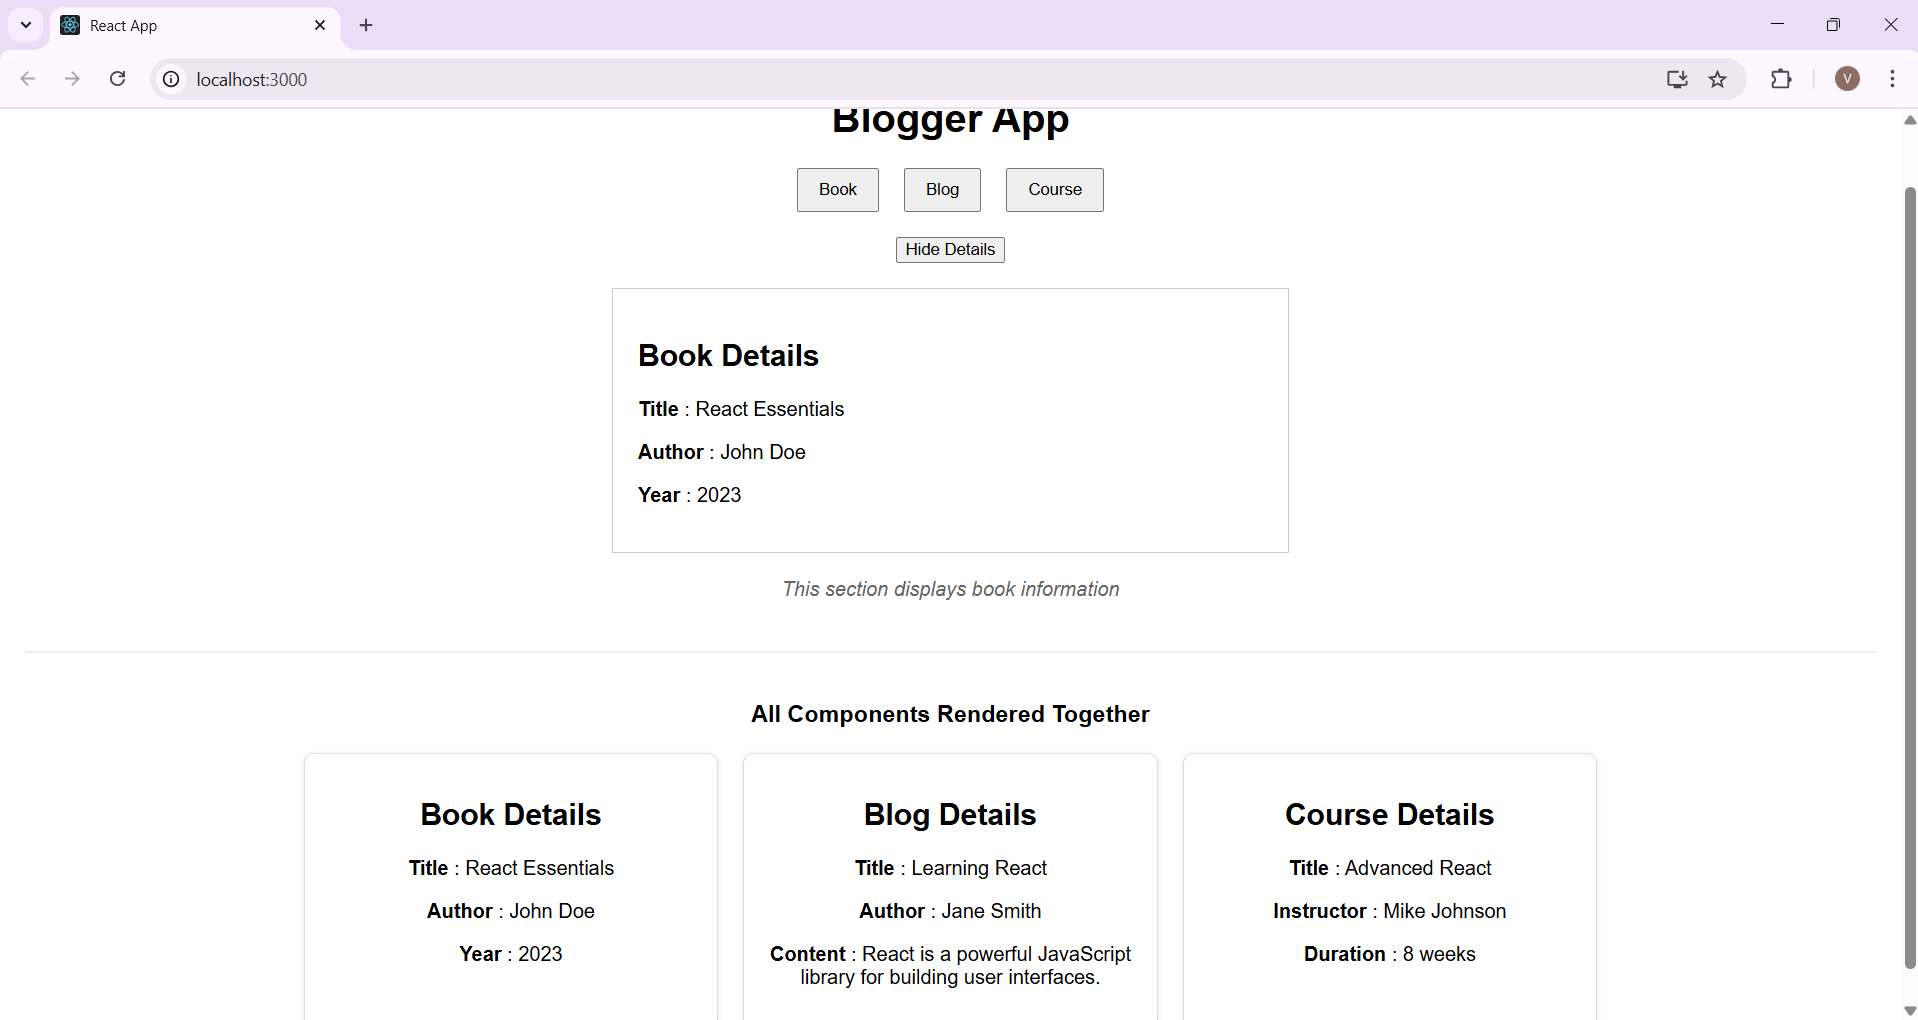 React App
localhost:3000
V
Blogger App
Book Blog Course
Hide Details
Book Details
Title : React Essentials
Author : John Doe
Year : 2023
This section displays book information
All Components Rendered Together
Book Details
Title : React Essentials
Author : John Doe
Year : 2023
Blog Details
Title : Learning React
Author : Jane Smith
Content : React is a powerful JavaScript
library for building user interfaces.
Course Details
Title : Advanced React
Instructor : Mike Johnson
Duration : 8 weeks